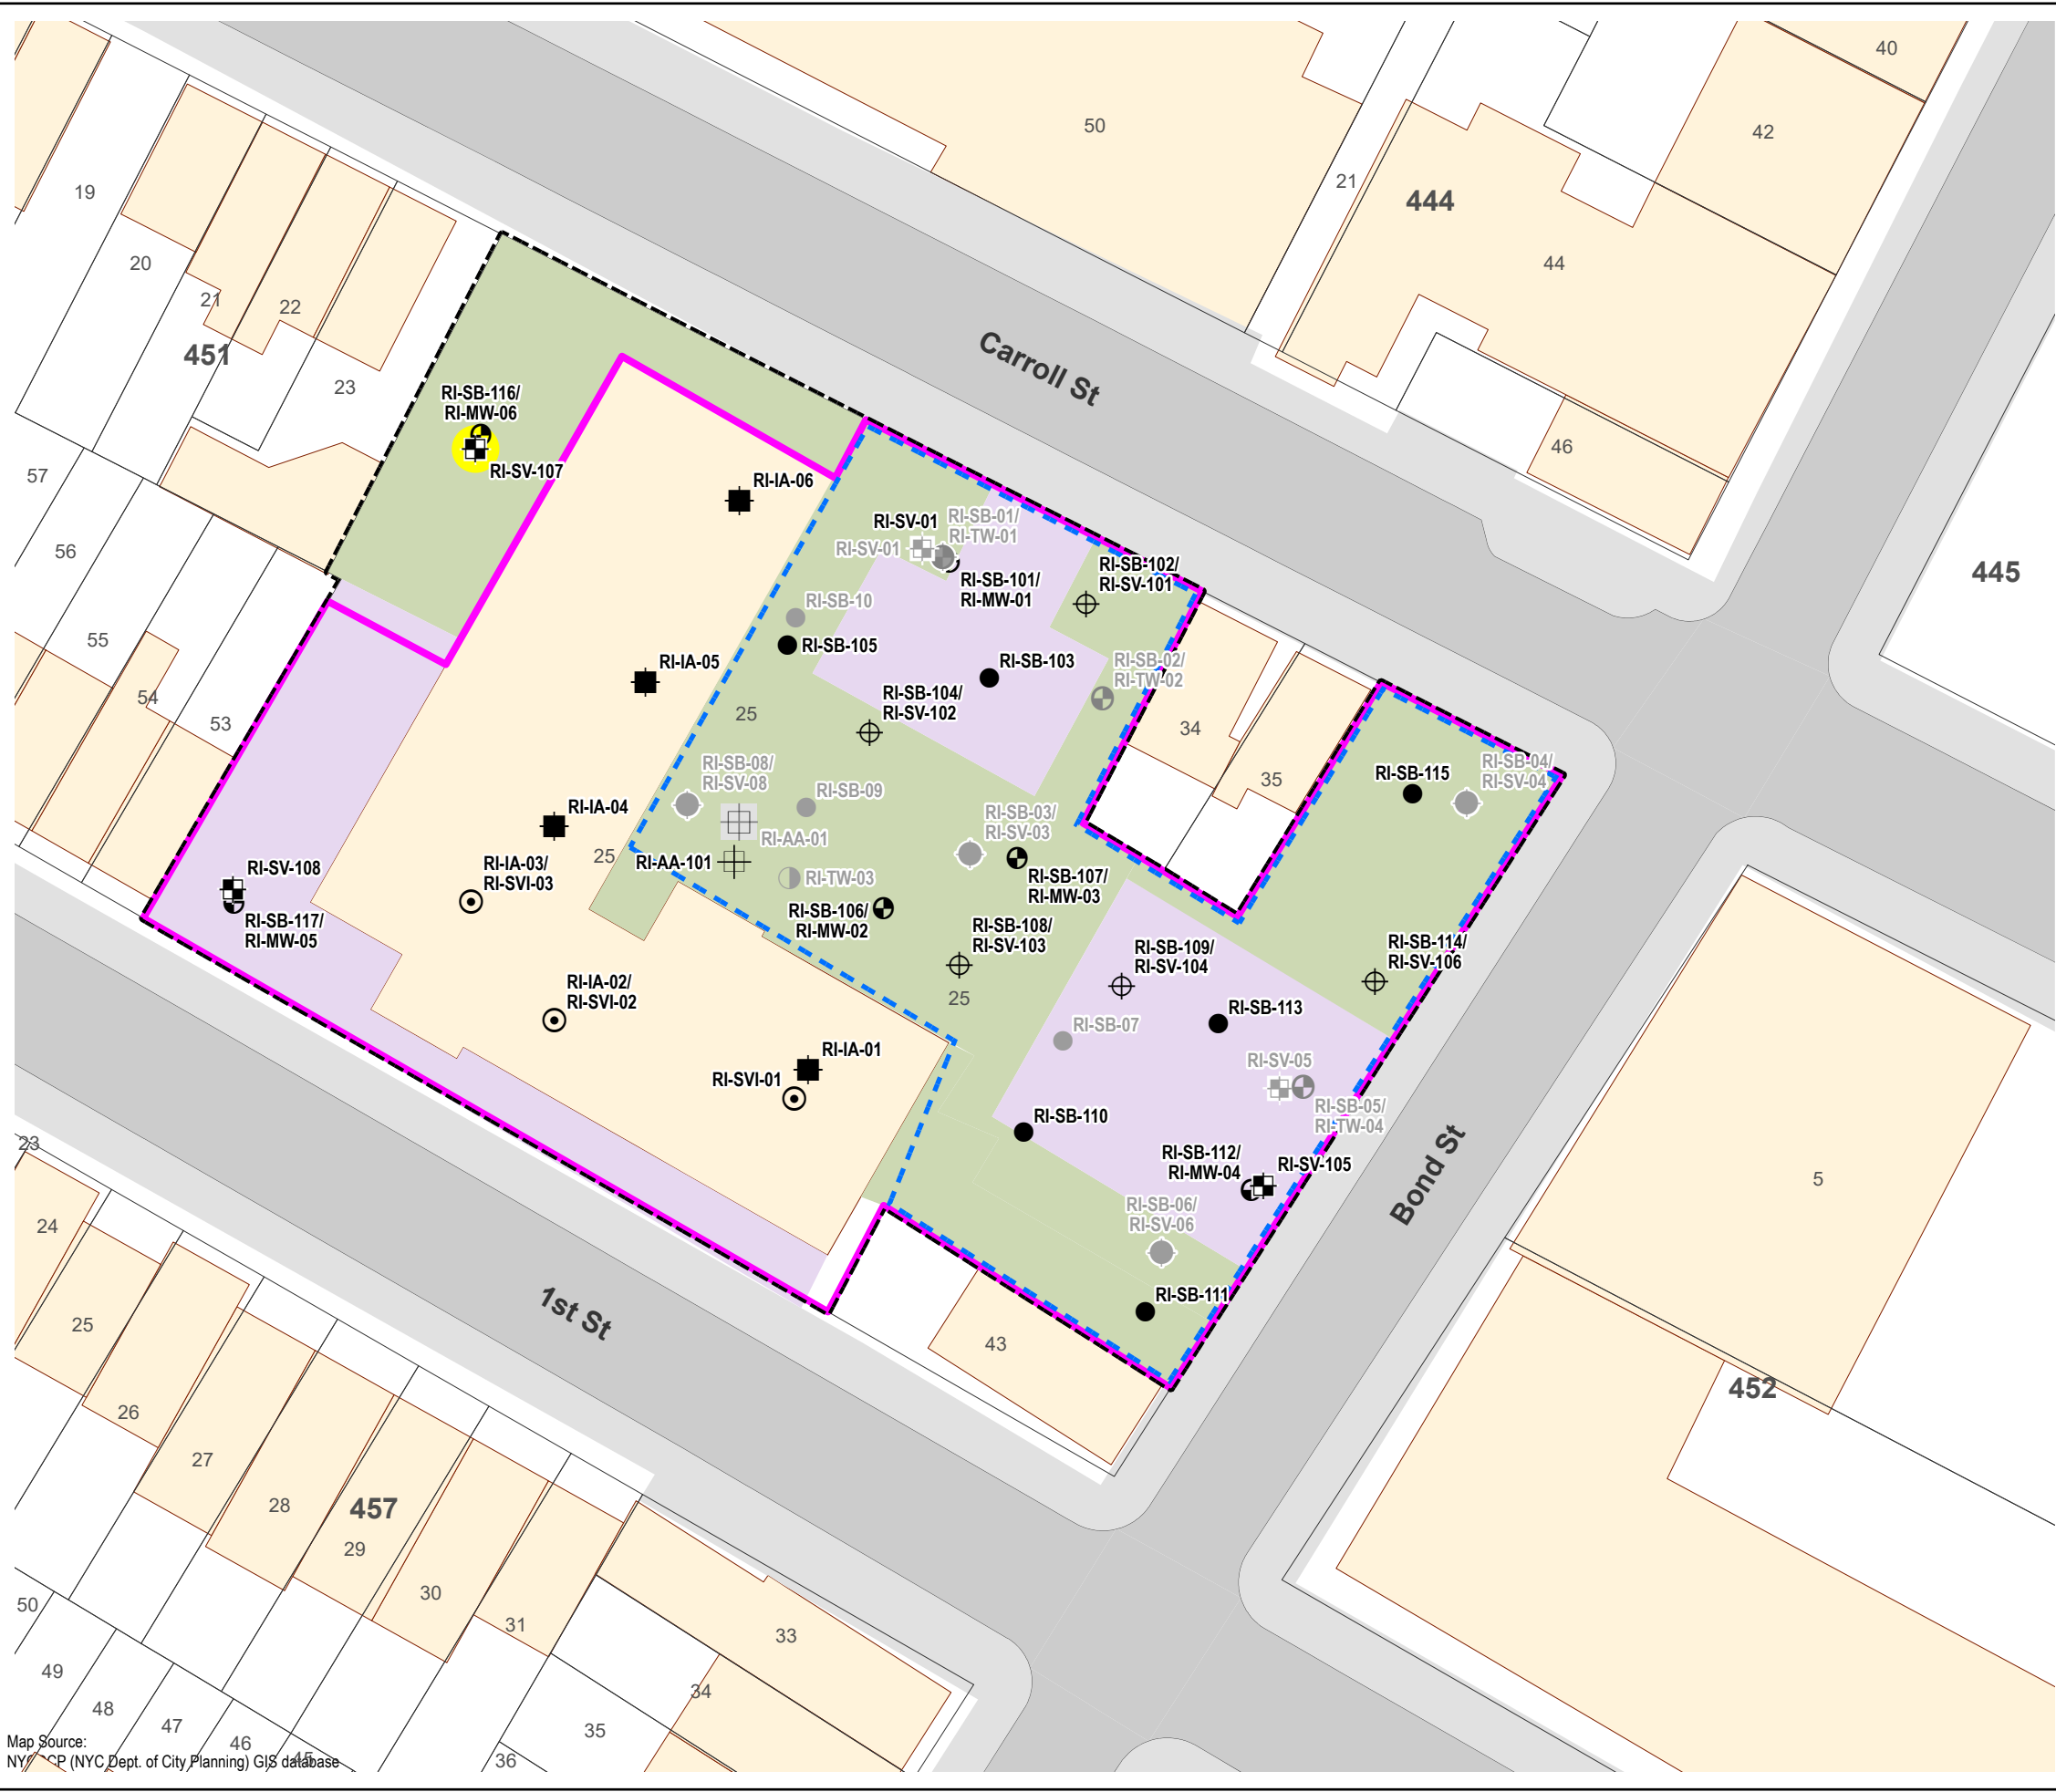 40
50
42
19
21
444
20
44
21
22
Carroll St
451
23
RI-SB-116/
RI-MW-06
46
RI-SV-107
57
RI-IA-06
RI-SV-01
RI-SB-01/
RI-TW-01
RI-SV-01
56
RI-SB-102/
RI-SV-101
445
RI-SB-101/
RI-MW-01
RI-SB-10
55
RI-SB-105
RI-IA-05
RI-SB-103
RI-SB-02/
RI-TW-02
54
RI-SB-104/
RI-SV-102
53
25
34
RI-SB-08/
RI-SV-08
35
RI-SB-115
RI-SB-04/
RI-SV-04
RI-SB-09
RI-IA-04
RI-SB-03/
RI-SV-03
RI-AA-01
25
RI-AA-101
RI-SV-108
RI-IA-03/
RI-SVI-03
RI-TW-03
RI-SB-107/
RI-MW-03
RI-SB-117/
RI-MW-05
RI-SB-106/
RI-MW-02
RI-SB-108/
RI-SV-103
RI-SB-109/
RI-SV-104
RI-SB-114/
RI-SV-106
RI-IA-02/
RI-SVI-02
25
RI-SB-113
RI-SB-07
RI-IA-01
RI-SV-05
RI-SVI-01
RI-SB-05/
RI-TW-04
RI-SB-110
23
RI-SB-112/
RI-MW-04
RI-SV-105
Bond St
5
24
RI-SB-06/
RI-SV-06
RI-SB-111
1st St
25
43
452
26
27
28
457
29
30
50
31
33
49
34
48
47
35
46
45
36
Map Source:
(NYC Dept. of City Planning) GIS database